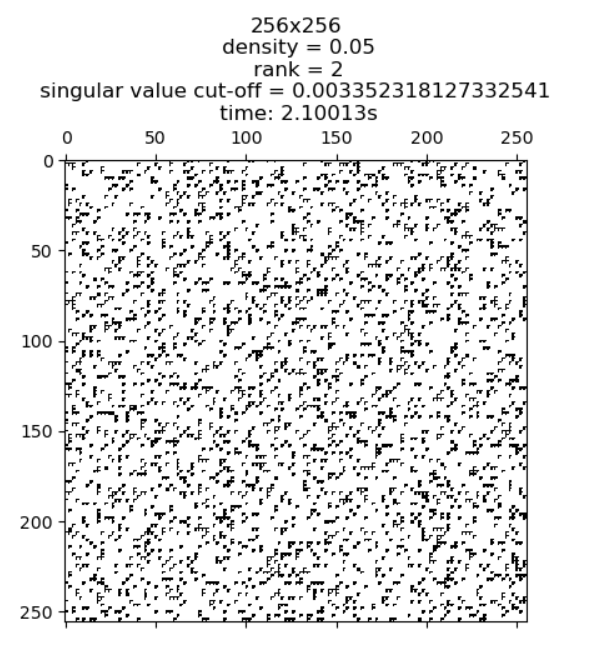 256x256
density = 0.05
rank = 2
singular value cut-off = 0.003352318127332541
time: 2.10013s
0 50 100 150 200 250
0
50
100
150
200
250